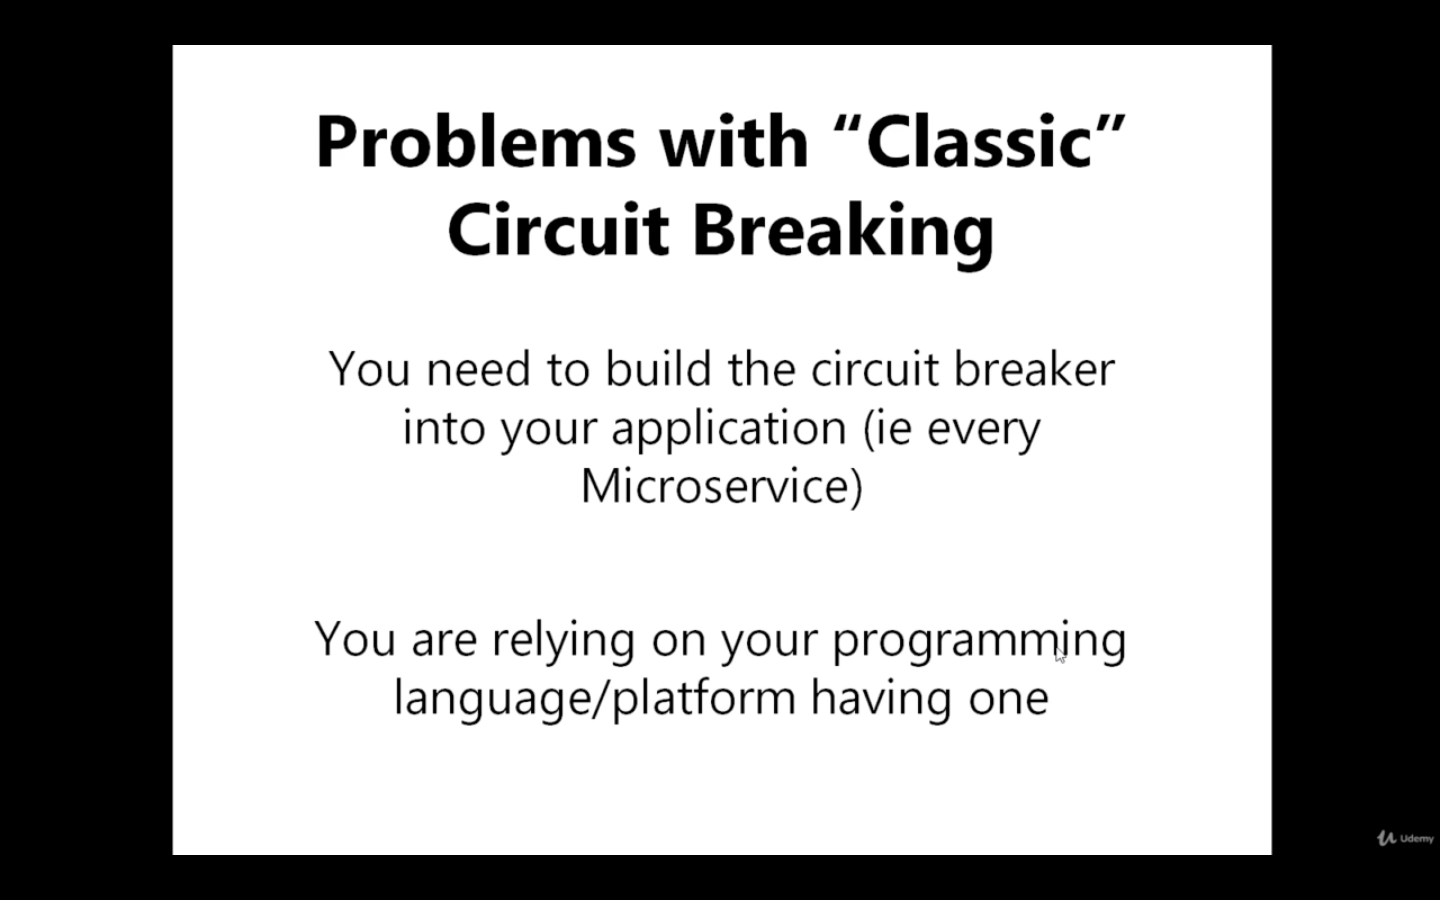 Problems with “Classic”
Circuit Breaking
You need to build the circuit breaker
into your application (ie every
Microservice)
You are relying on your programming
language/platform having one
Udemy